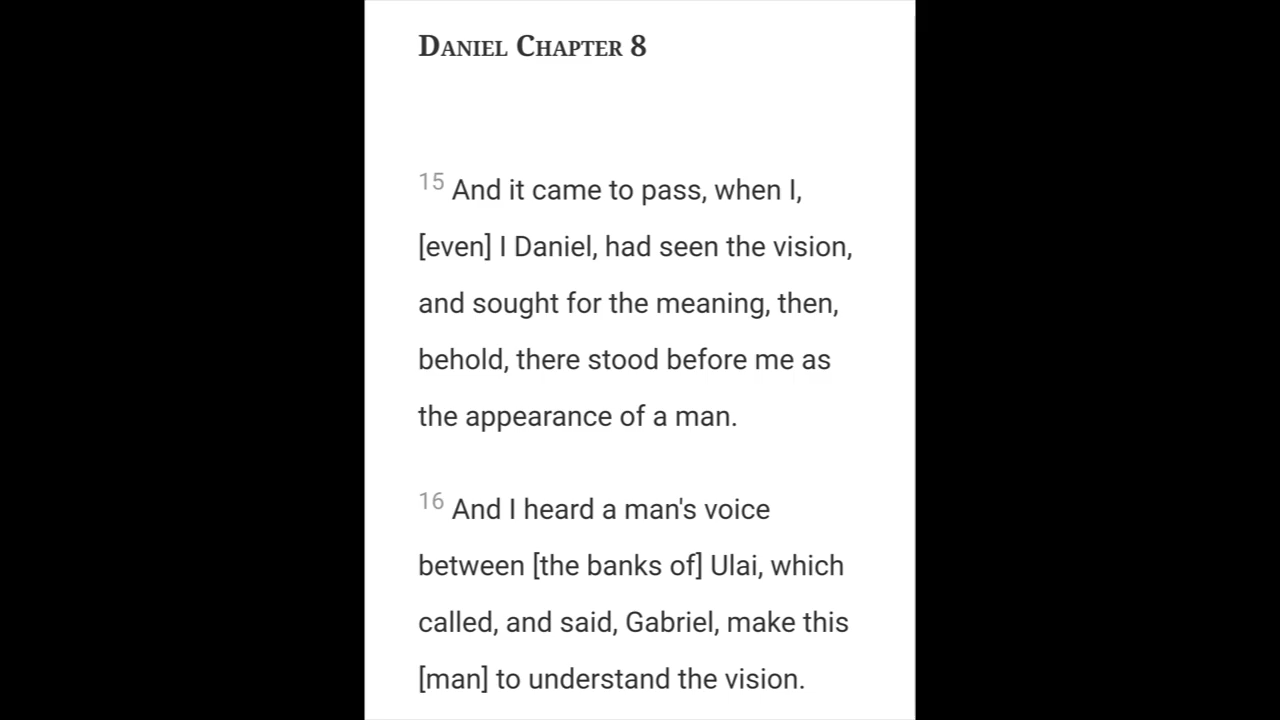 Daniel Chapter 8
15 And it came to pass, when I,
[even] I Daniel, had seen the vision,
and sought for the meaning, then,
behold, there stood before me as
the appearance of a man.
16 And I heard a man's voice
between [the banks of] Ulai, which
called, and said, Gabriel, make this
[man] to understand the vision.